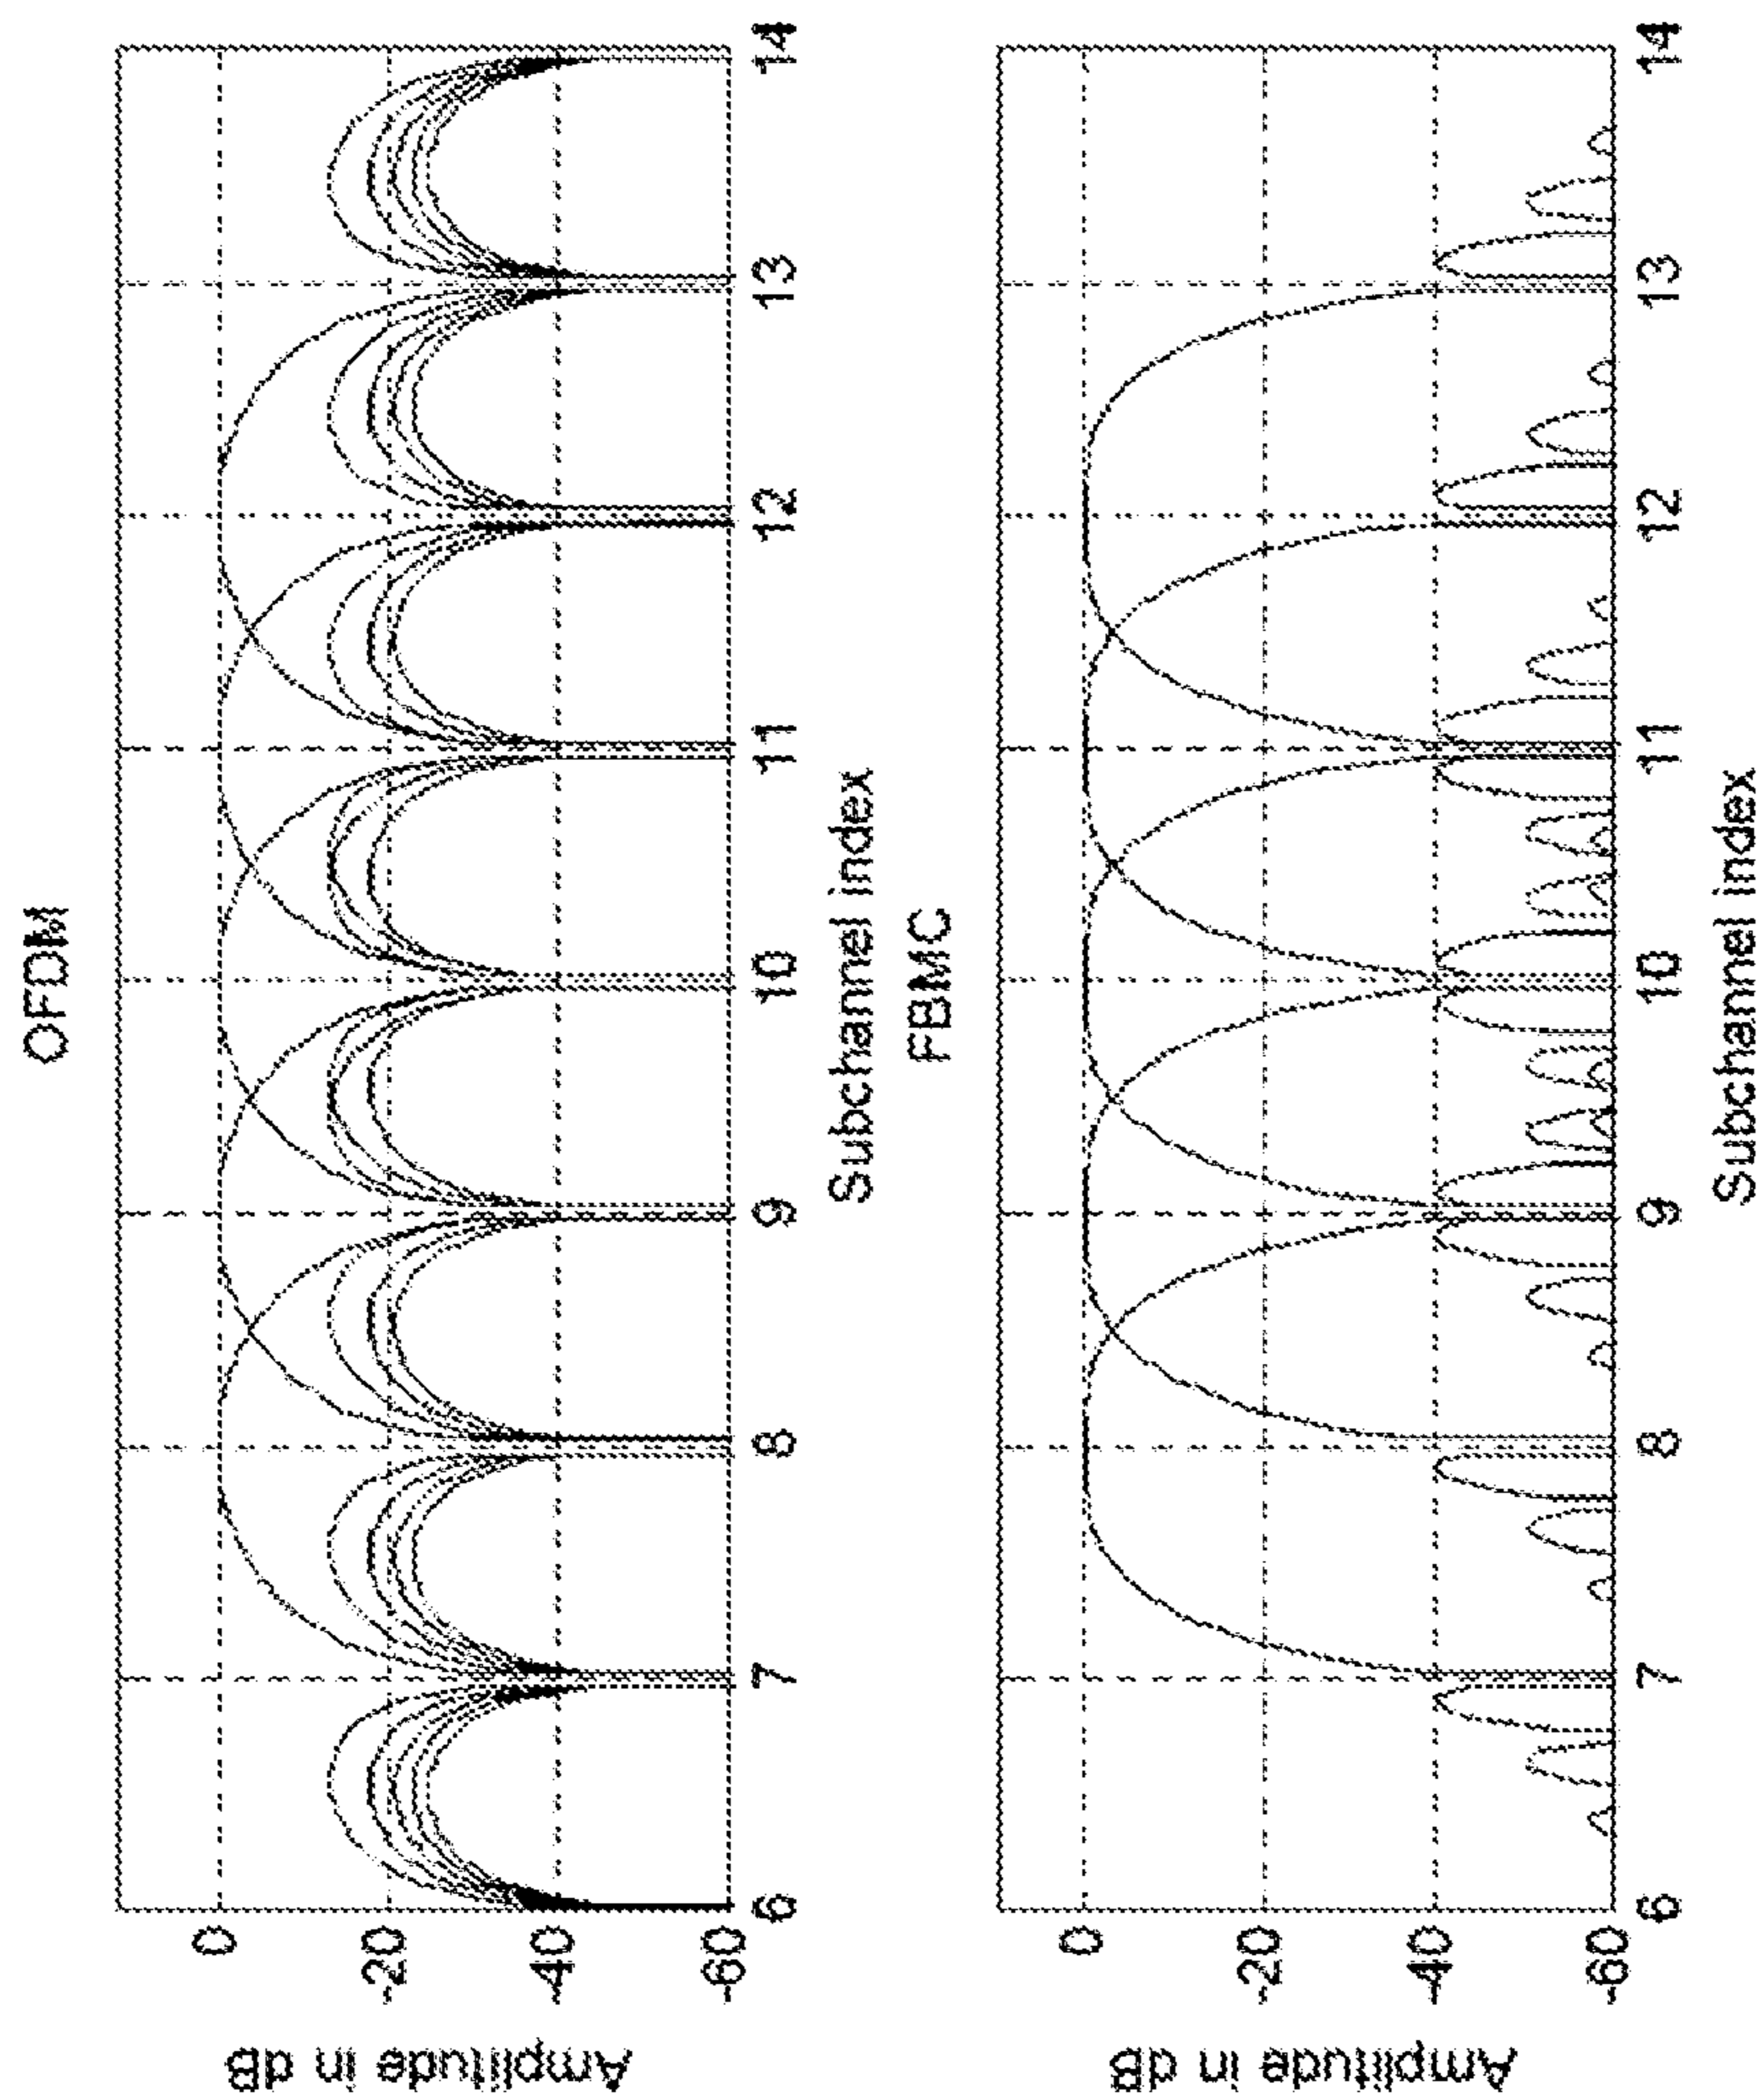 OFDM
Amplitude in dB
0
-20
-40
-60
6 7 8 9 10 11 12 13 14
Subchannel index
FBMC
Amplitude in dB
0
-20
-40
-60
6 7 8 9 10 11 12 13 14
Subchannel index